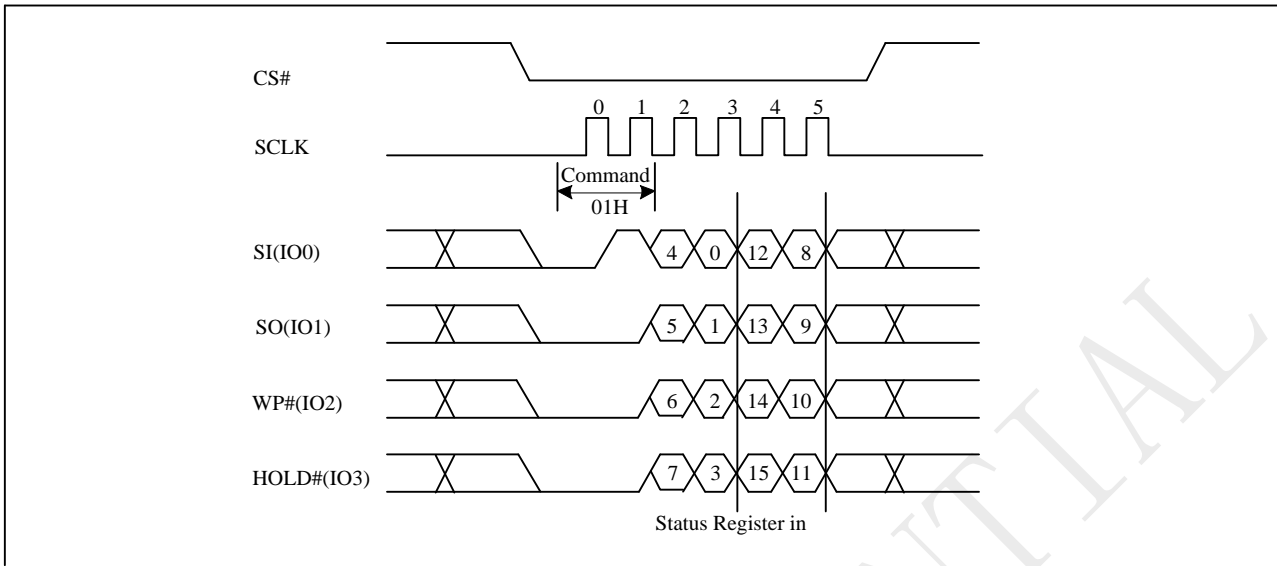 CS#
0 1 2 3 4 5
SCLK
Command
01H
SI(IO0) 4 0 12 8
SO(IO1) 5 1 13 9
WP#(IO2) 6 2 14 10
HOLD#(IO3) 7 3 15 11
Status Register in
NTIAL